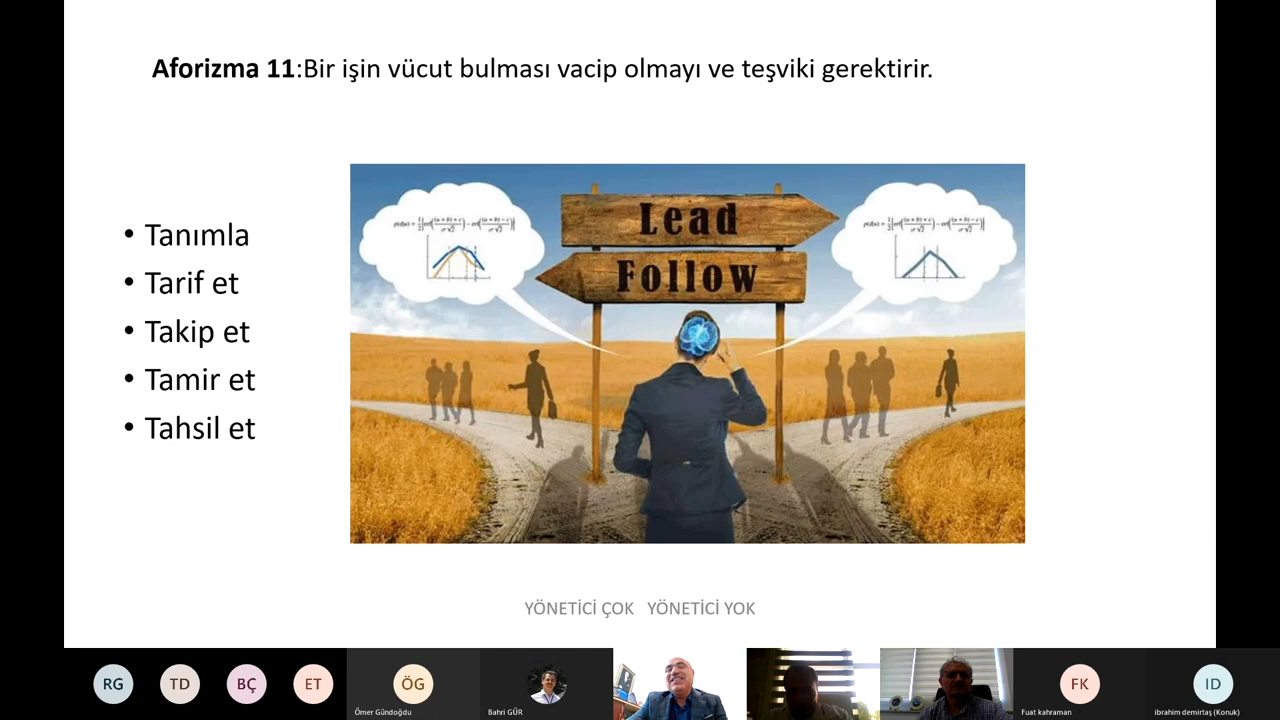 Aforizma 11:Bir işin vücut bulması vacip olmayı ve teşviki gerektirir.
• Tanımla
• Tarif et
• Takip et
• Tamir et
• Tahsil et
Lead
Follow
YÖNETİCİ ÇOK YÖNETİCİ YOK
RG
TD
BÇ
ET
ÖG
FK
ID
Ömer Gündoğdu
Bahri GÜR
Fuat kahraman
ibrahim demirtaş (Konuk)